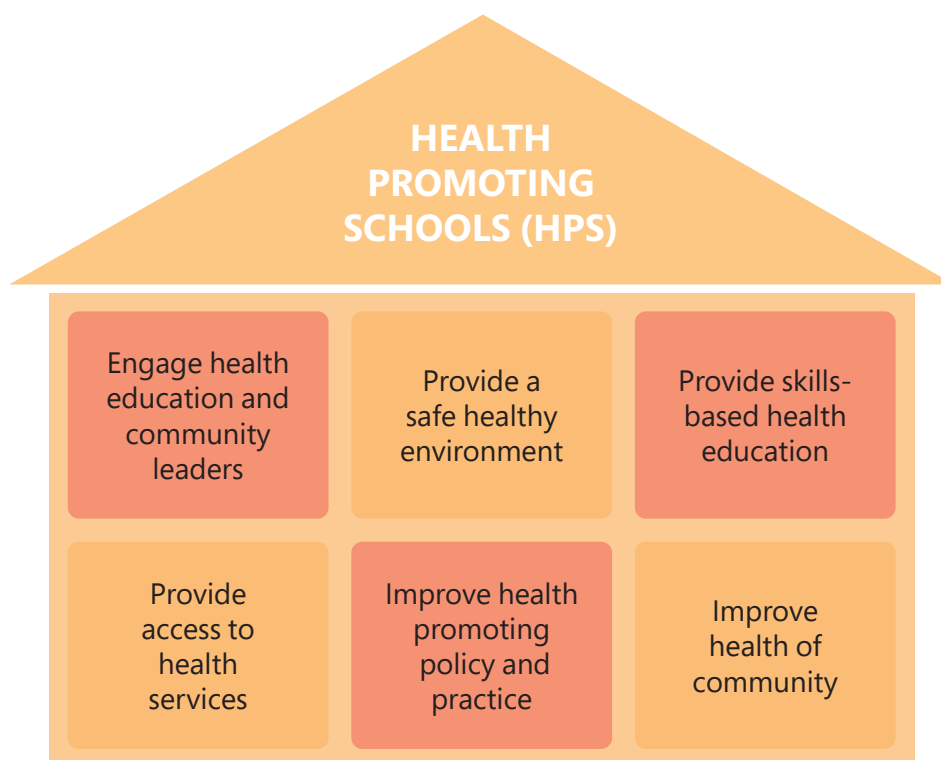 HEALTH
PROMOTING
SCHOOLS (HPS)
Engage health
education and
community
leaders
Provide a
safe healthy
environment
Provide skills-
based health
education
Provide
access to
health
services
Improve health
promoting
policy and
practice
Improve
health of
community